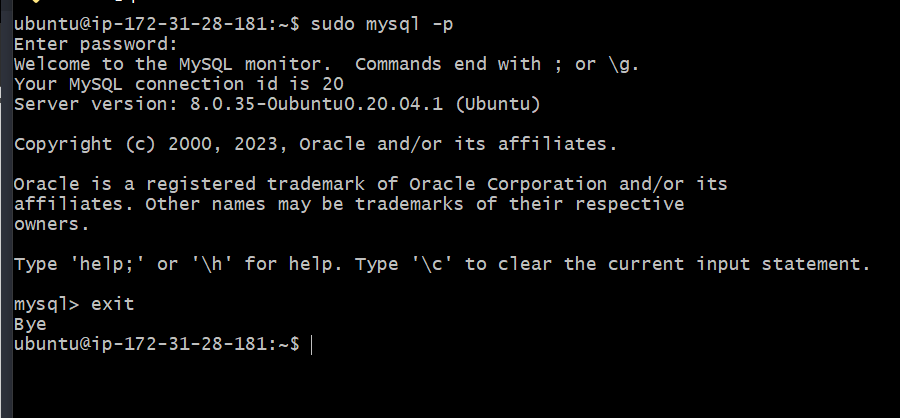 ubuntu@ip-172-31-28-181:~$ sudo mysql -p
Enter password:
Welcome to the MySQL monitor.  Commands end with ; or \g.
Your MySQL connection id is 20
Server version: 8.0.35-0ubuntu0.20.04.1 (Ubuntu)

Copyright (c) 2000, 2023, Oracle and/or its affiliates.

Oracle is a registered trademark of Oracle Corporation and/or its
affiliates. Other names may be trademarks of their respective
owners.

Type 'help;' or '\h' for help. Type '\c' to clear the current input statement.

mysql> exit
Bye
ubuntu@ip-172-31-28-181:~$